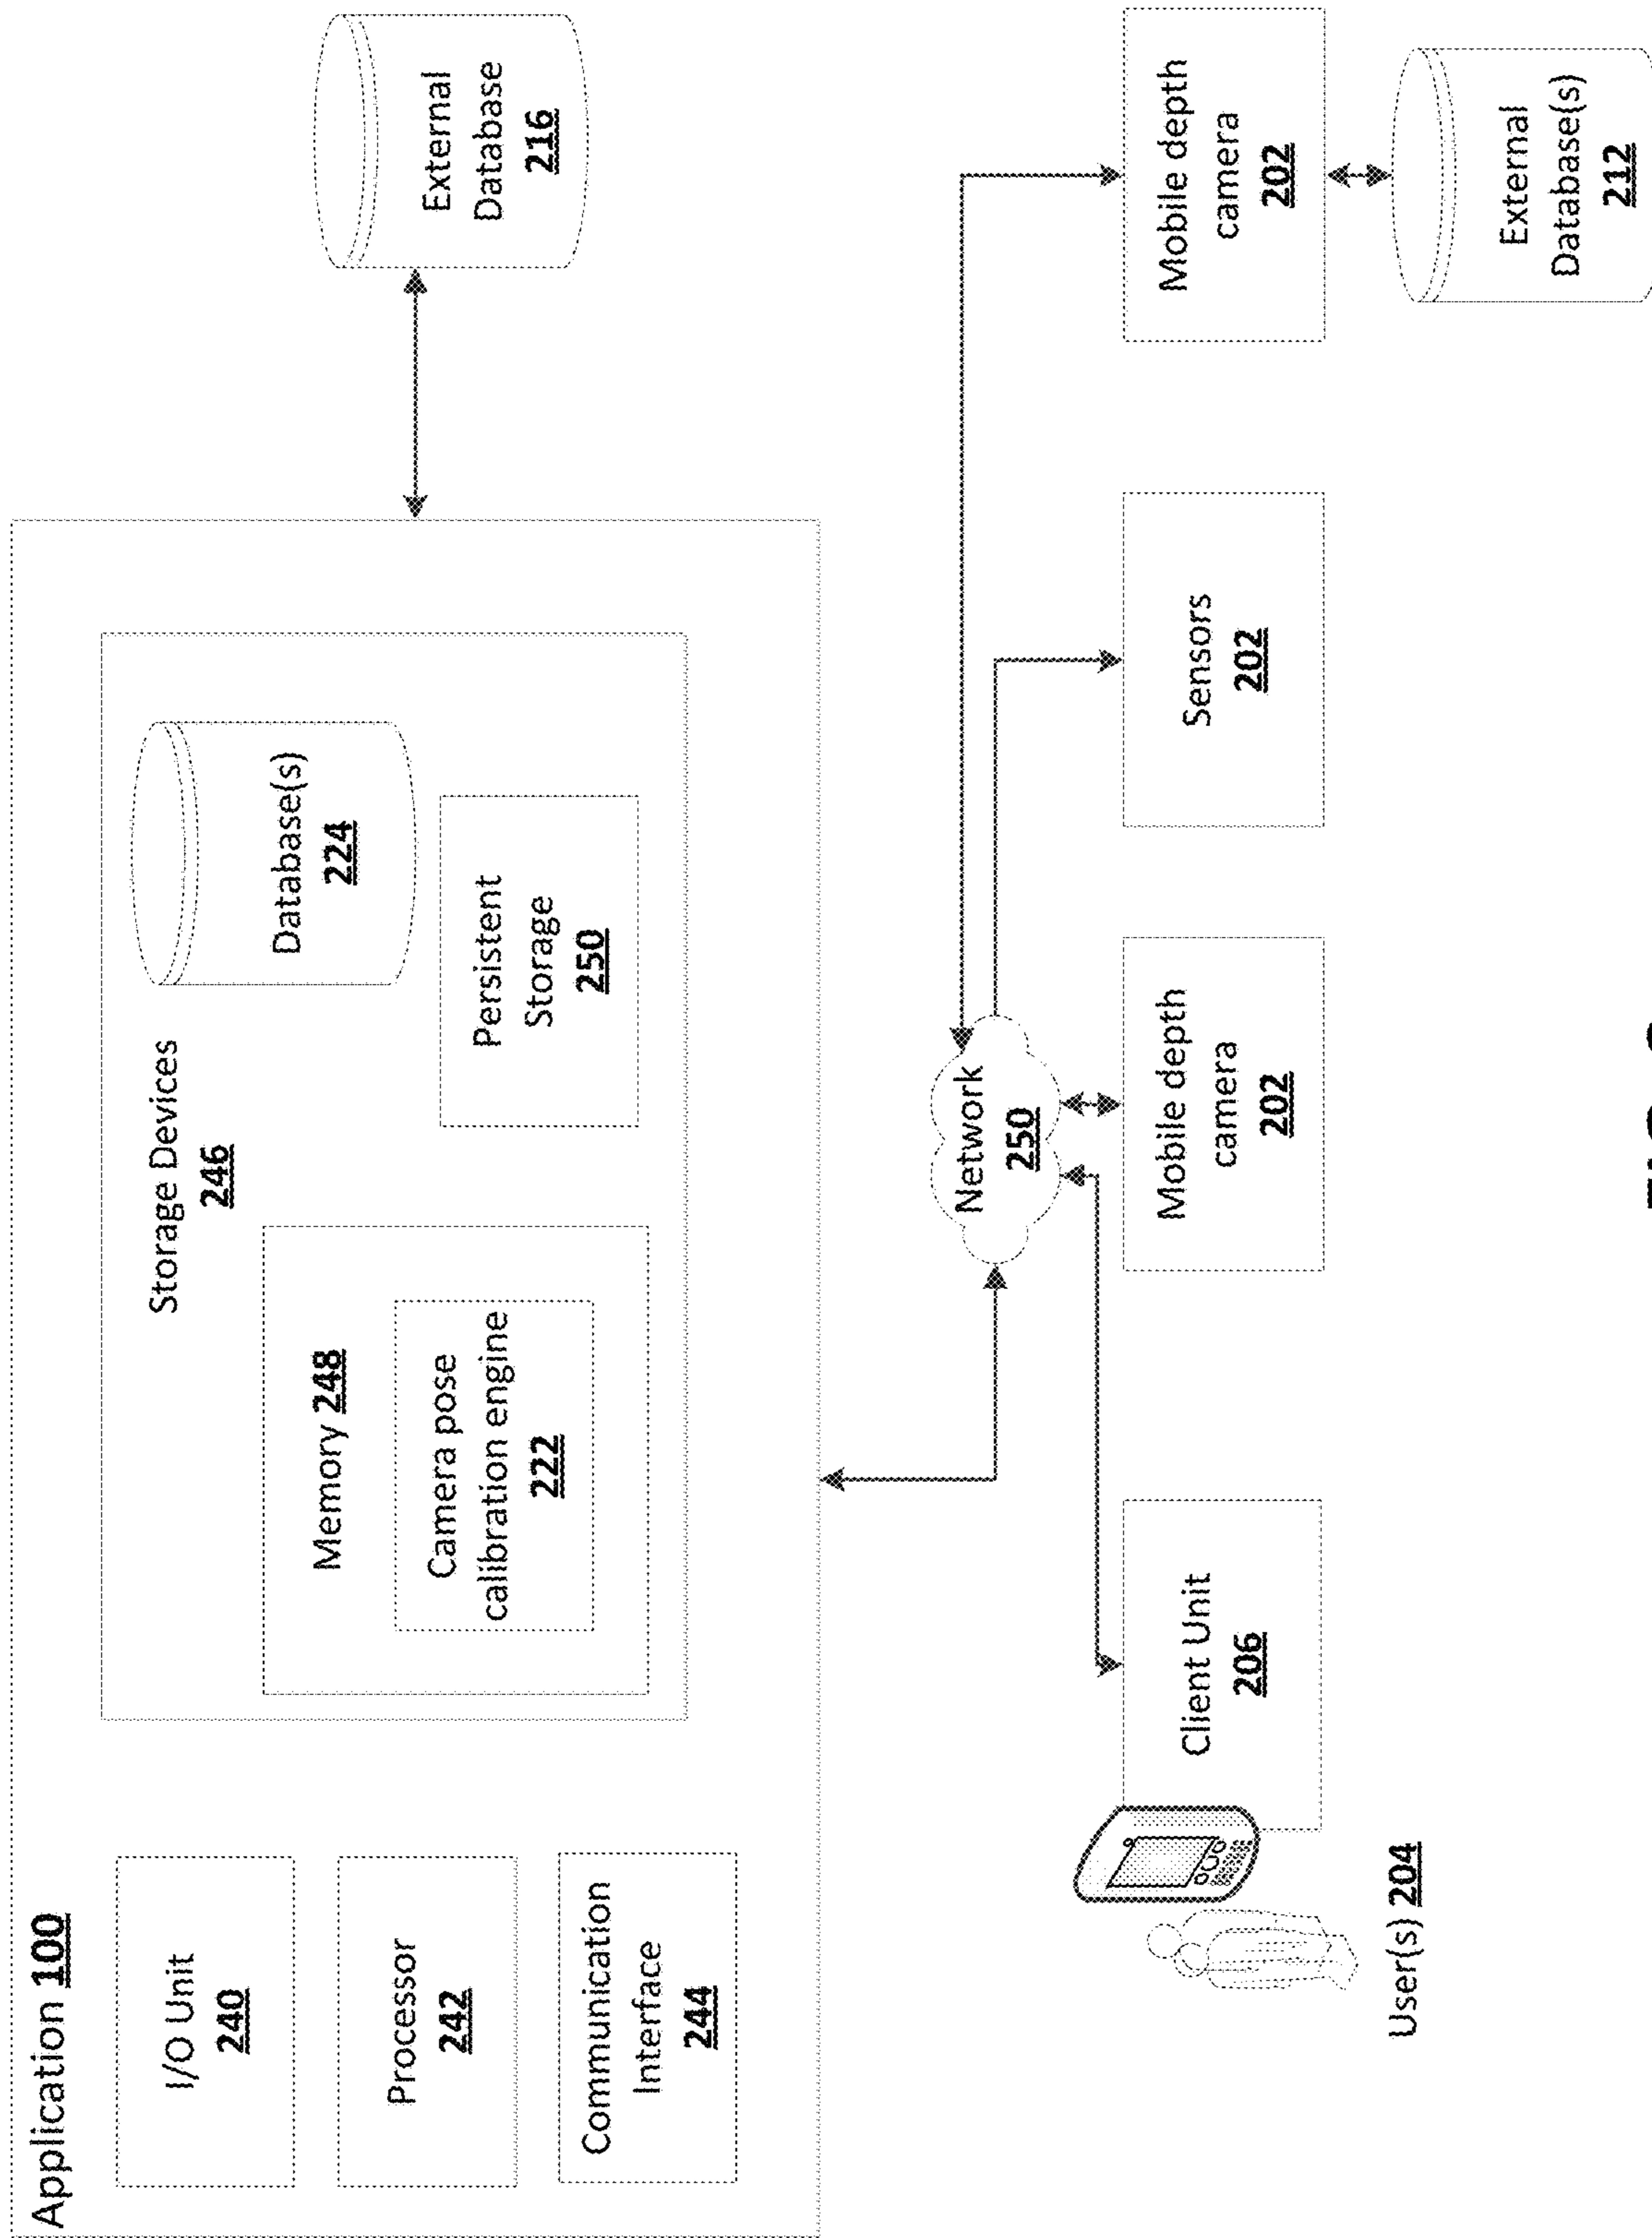 Application 100
I/O Unit
240
Processor
242
Communication
Interface
244
Storage Devices
246
Memory 248
Camera pose
calibration engine
222
Database(s)
224
Persistent
Storage
250
External
Database
216
Network
250
User(s) 204
Client Unit
206
Mobile depth
camera
202
Sensors
202
Mobile depth
camera
202
External
Database(s)
212